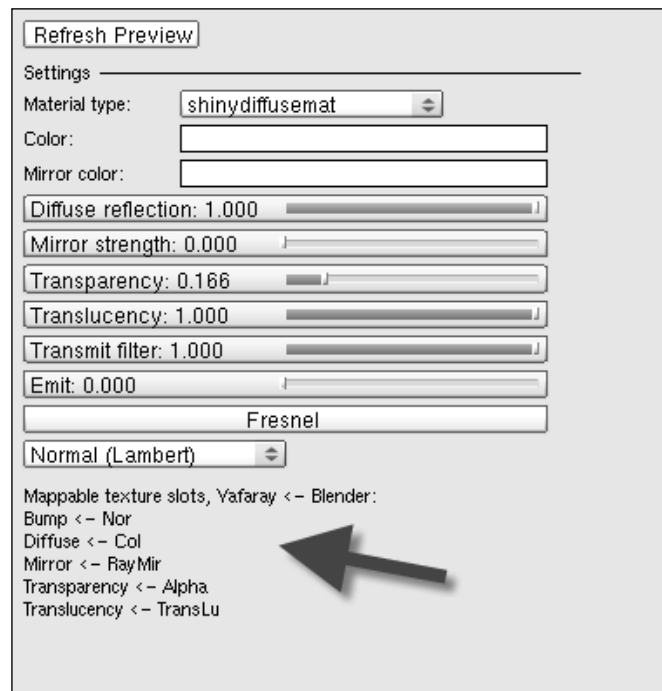 Refresh Preview
Settings
Material type: shinydiffusemat
Color:
Mirror color:
Diffuse reflection: 1.000
Mirror strength: 0.000
Transparency: 0.166
Translucency: 1.000
Transmit filter: 1.000
Emit: 0.000
Fresnel
Normal (Lambert)
Mappable texture slots, Yafaray <- Blender:
Bump <- Nor
Diffuse <- Col
Mirror <- RayMir
Transparency <- Alpha
Translucency <- TransLu